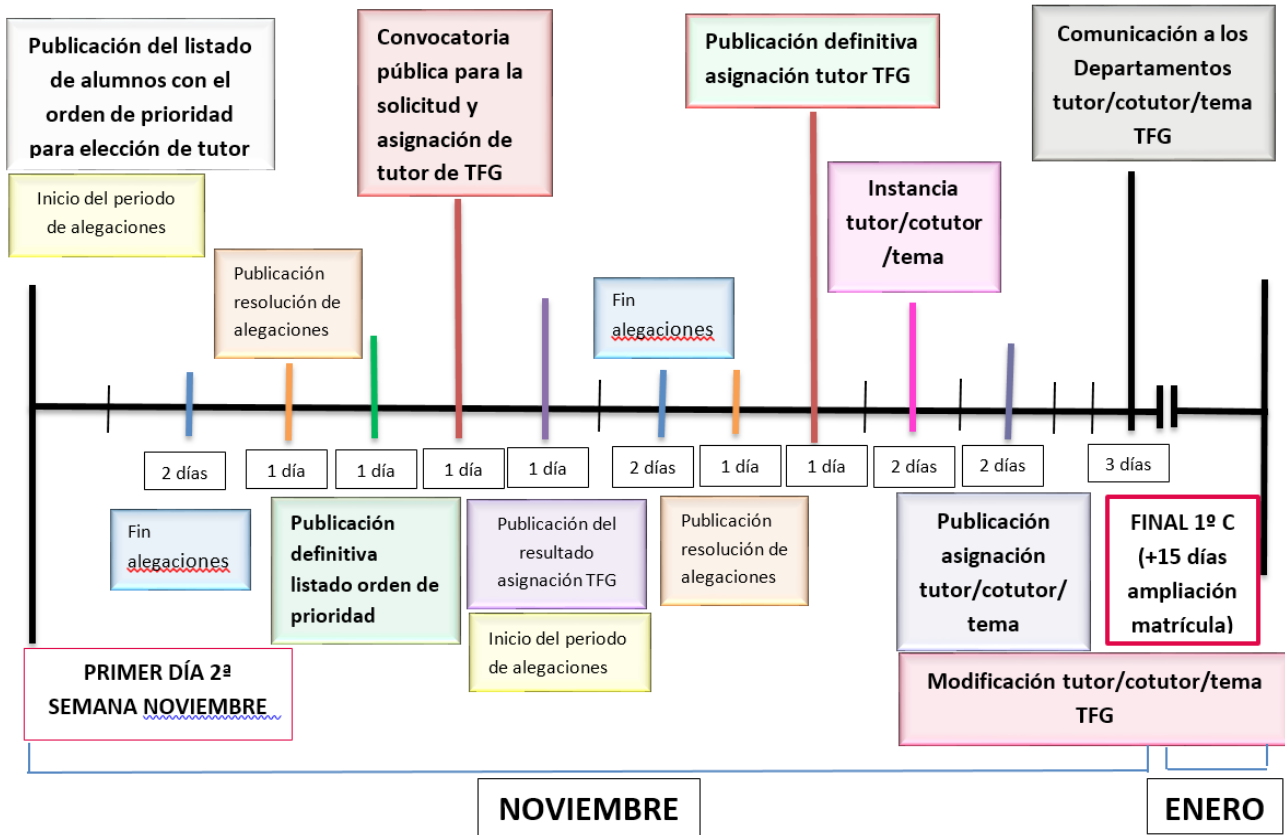 Publicación del listado
de alumnos con el
orden de prioridad
para elección de tutor
Inicio del periodo
de alegaciones
Publicación
resolución de
alegaciones
Convocatoria
pública para la
solicitud y
asignación de
tutor de TFG
Fin
alegaciones
Publicación definitiva
asignación tutor TFG
Instancia
tutor/cotutor
/tema
Comunicación a los
Departamentos
tutor/cotutor/tema
TFG
2 días
1 día
1 día
1 día
1 día
2 días
1 día
1 día
2 días
2 días
3 días
Fin
alegaciones
Publicación
definitiva
listado orden de
prioridad
Publicación del
resultado
asignación TFG
Inicio del periodo
de alegaciones
Publicación
resolución de
alegaciones
Publicación
asignación
tutor/cotutor/
tema
FINAL 1º C
(+15 días
ampliación
matrícula)
PRIMER DÍA 2ª
SEMANA NOVIEMBRE
Modificación tutor/cotutor/tema
TFG
NOVIEMBRE
ENERO